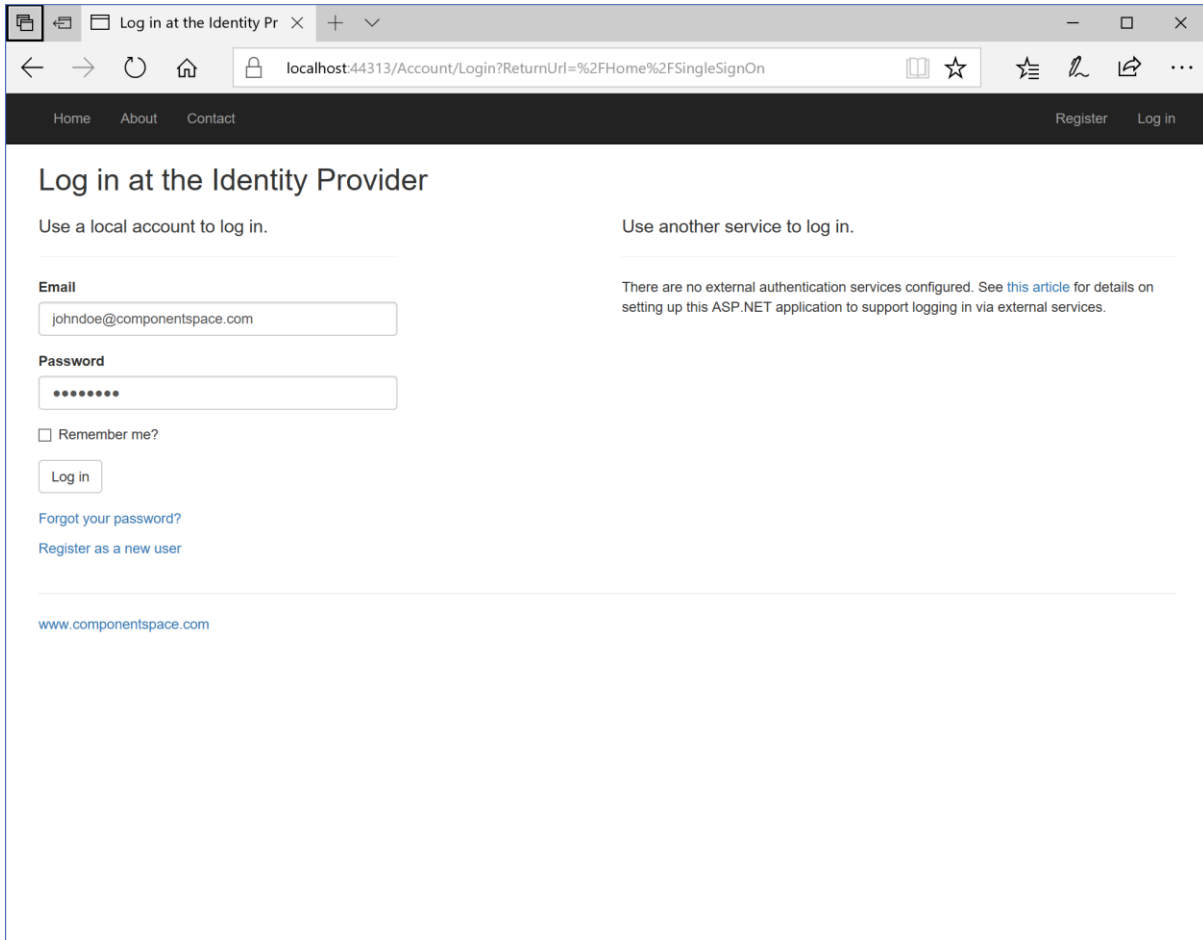 Log in at the Identity Pr
localhost:44313/Account/Login?ReturnUrl=%2FHome%2FSingleSignOn
Home About Contact Register Log in
Log in at the Identity Provider
Use a local account to log in.
Email
johndoe@componentspace.com
Password
Remember me?
Log in
Forgot your password?
Register as a new user
Use another service to log in.
There are no external authentication services configured. See this article for details on
setting up this ASP.NET application to support logging in via external services.
www.componentspace.com